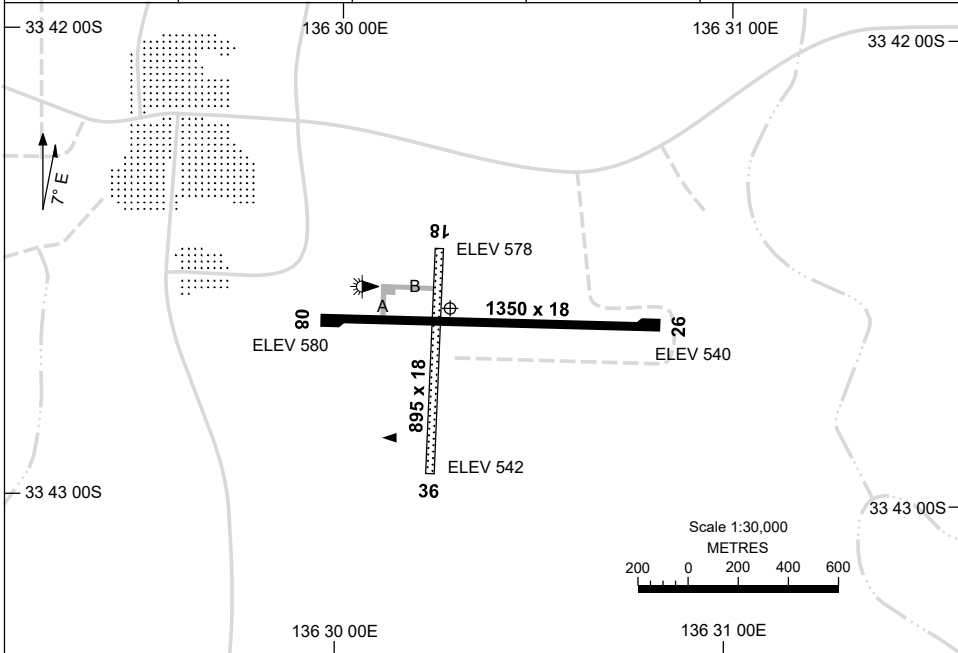 136 30 00E
136 31 00E
33 42 00S
33 42 00S
7° E
18
ELEV 578
B
A
1350 x 18
08
26
ELEV 580
ELEV 540
895 x 18
ELEV 542
36
33 43 00S
33 43 00S
Scale 1:30,000
METRES
200 0 200 400 600
136 30 00E
136 31 00E